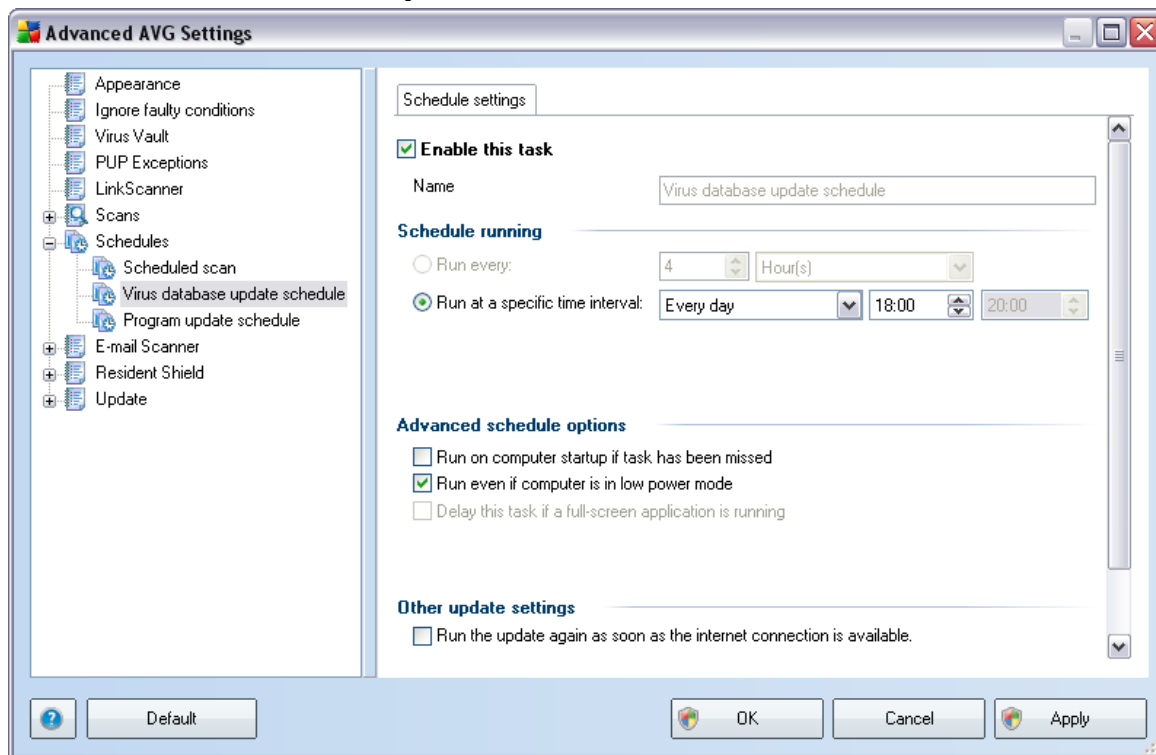 Advanced AVG Settings
Appearance
Ignore faulty conditions
Virus Vault
PUP Exceptions
LinkScanner
Scans
Schedules
Scheduled scan
Virus database update schedule
Program update schedule
E-mail Scanner
Resident Shield
Update
Schedule settings
Enable this task
Name Virus database update schedule
Schedule running
Run every: 4 Hour(s)
Run at a specific time interval: Every day 18:00 20:00
Advanced schedule options
Run on computer startup if task has been missed
Run even if computer is in low power mode
Delay this task if a full-screen application is running
Other update settings
Run the update again as soon as the internet connection is available.
? Default OK Cancel Apply